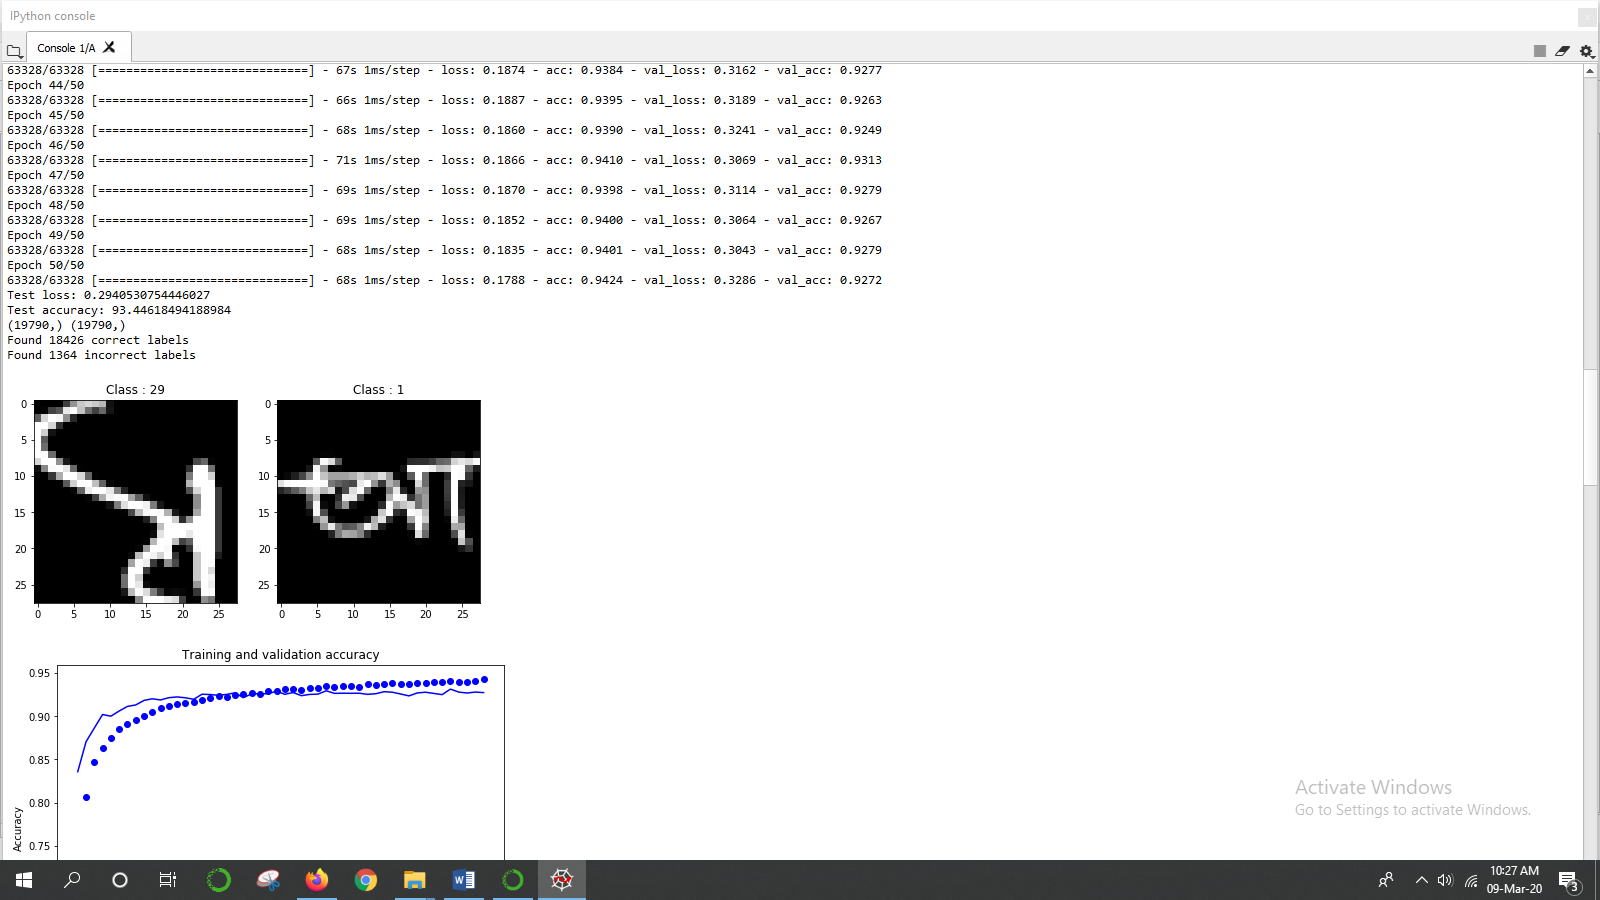 IPython console
Console 1/A
63328/63328 [==============================] - 67s 1ms/step - loss: 0.1874 - acc: 0.9384 - val_loss: 0.3162 - val_acc: 0.9277
Epoch 44/50
63328/63328 [==============================] - 66s 1ms/step - loss: 0.1887 - acc: 0.9395 - val_loss: 0.3189 - val_acc: 0.9263
Epoch 45/50
63328/63328 [==============================] - 68s 1ms/step - loss: 0.1860 - acc: 0.9390 - val_loss: 0.3241 - val_acc: 0.9249
Epoch 46/50
63328/63328 [==============================] - 71s 1ms/step - loss: 0.1866 - acc: 0.9410 - val_loss: 0.3069 - val_acc: 0.9313
Epoch 47/50
63328/63328 [==============================] - 69s 1ms/step - loss: 0.1870 - acc: 0.9398 - val_loss: 0.3114 - val_acc: 0.9279
Epoch 48/50
63328/63328 [==============================] - 69s 1ms/step - loss: 0.1852 - acc: 0.9400 - val_loss: 0.3064 - val_acc: 0.9267
Epoch 49/50
63328/63328 [==============================] - 68s 1ms/step - loss: 0.1835 - acc: 0.9401 - val_loss: 0.3043 - val_acc: 0.9279
Epoch 50/50
63328/63328 [==============================] - 68s 1ms/step - loss: 0.1788 - acc: 0.9424 - val_loss: 0.3286 - val_acc: 0.9272
Test loss: 0.2940530754446027
Test accuracy: 93.44618494188984
(19790,) (19790,)
Found 18426 correct labels
Found 1364 incorrect labels
Class : 29 Class : 1
0 0
5 5
10 10
15 15
20 20
25 25
0 5 10 15 20 25 0 5 10 15 20 25
Training and validation accuracy
0.95
0.90
0.85
0.80
0.75
Accuracy
Activate Windows
Go to Settings to activate Windows.
10:27 AM
09-Mar-20
3